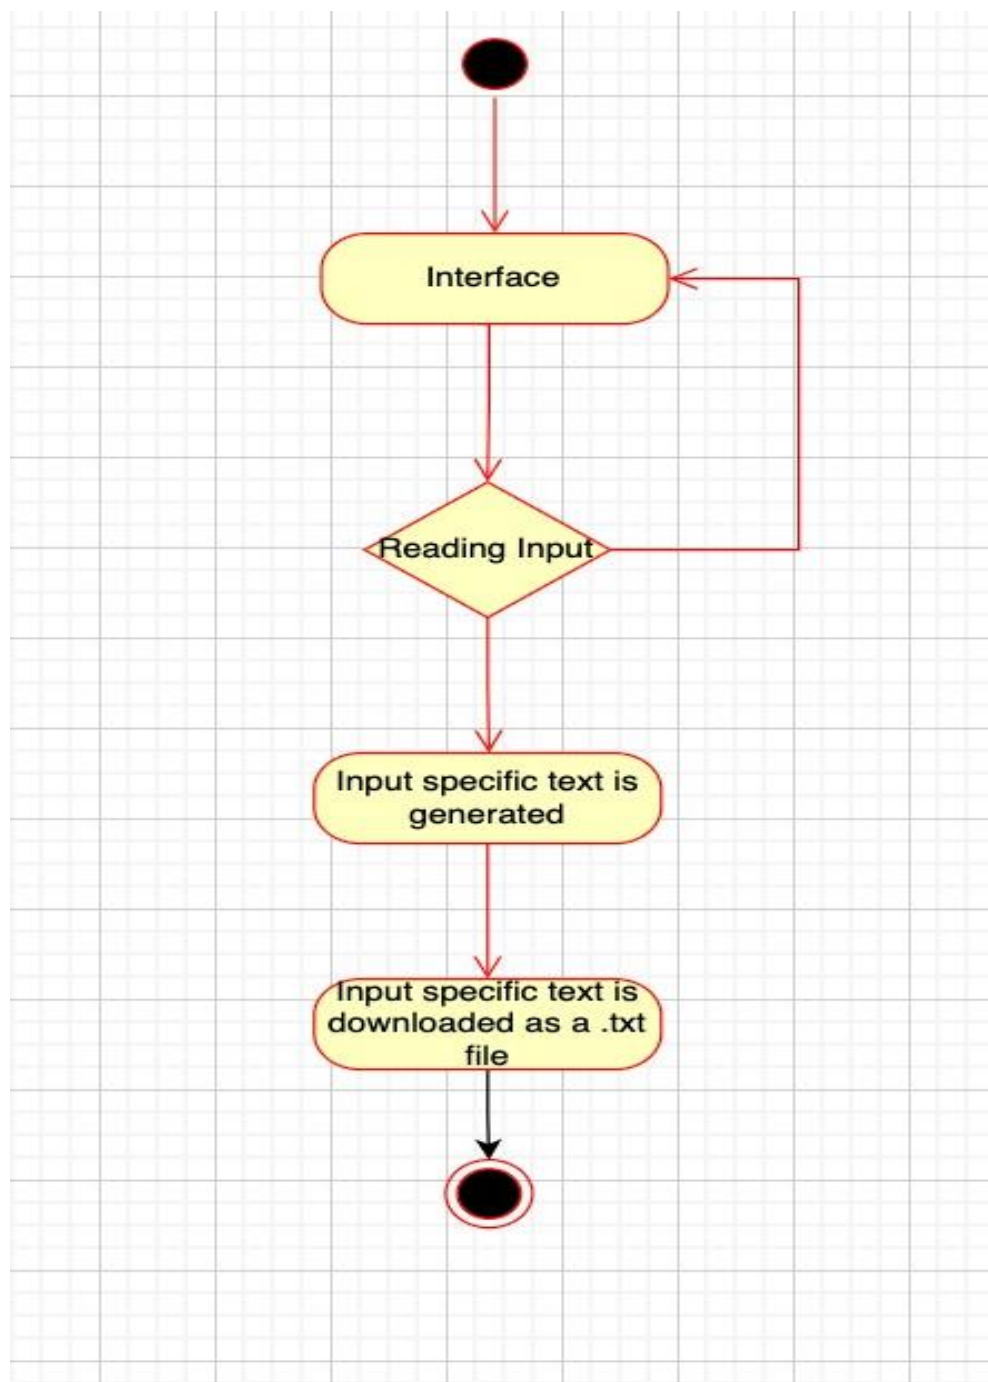 Interface
Reading Input
Input specific text is
generated
Input specific text is
downloaded as a .txt
file